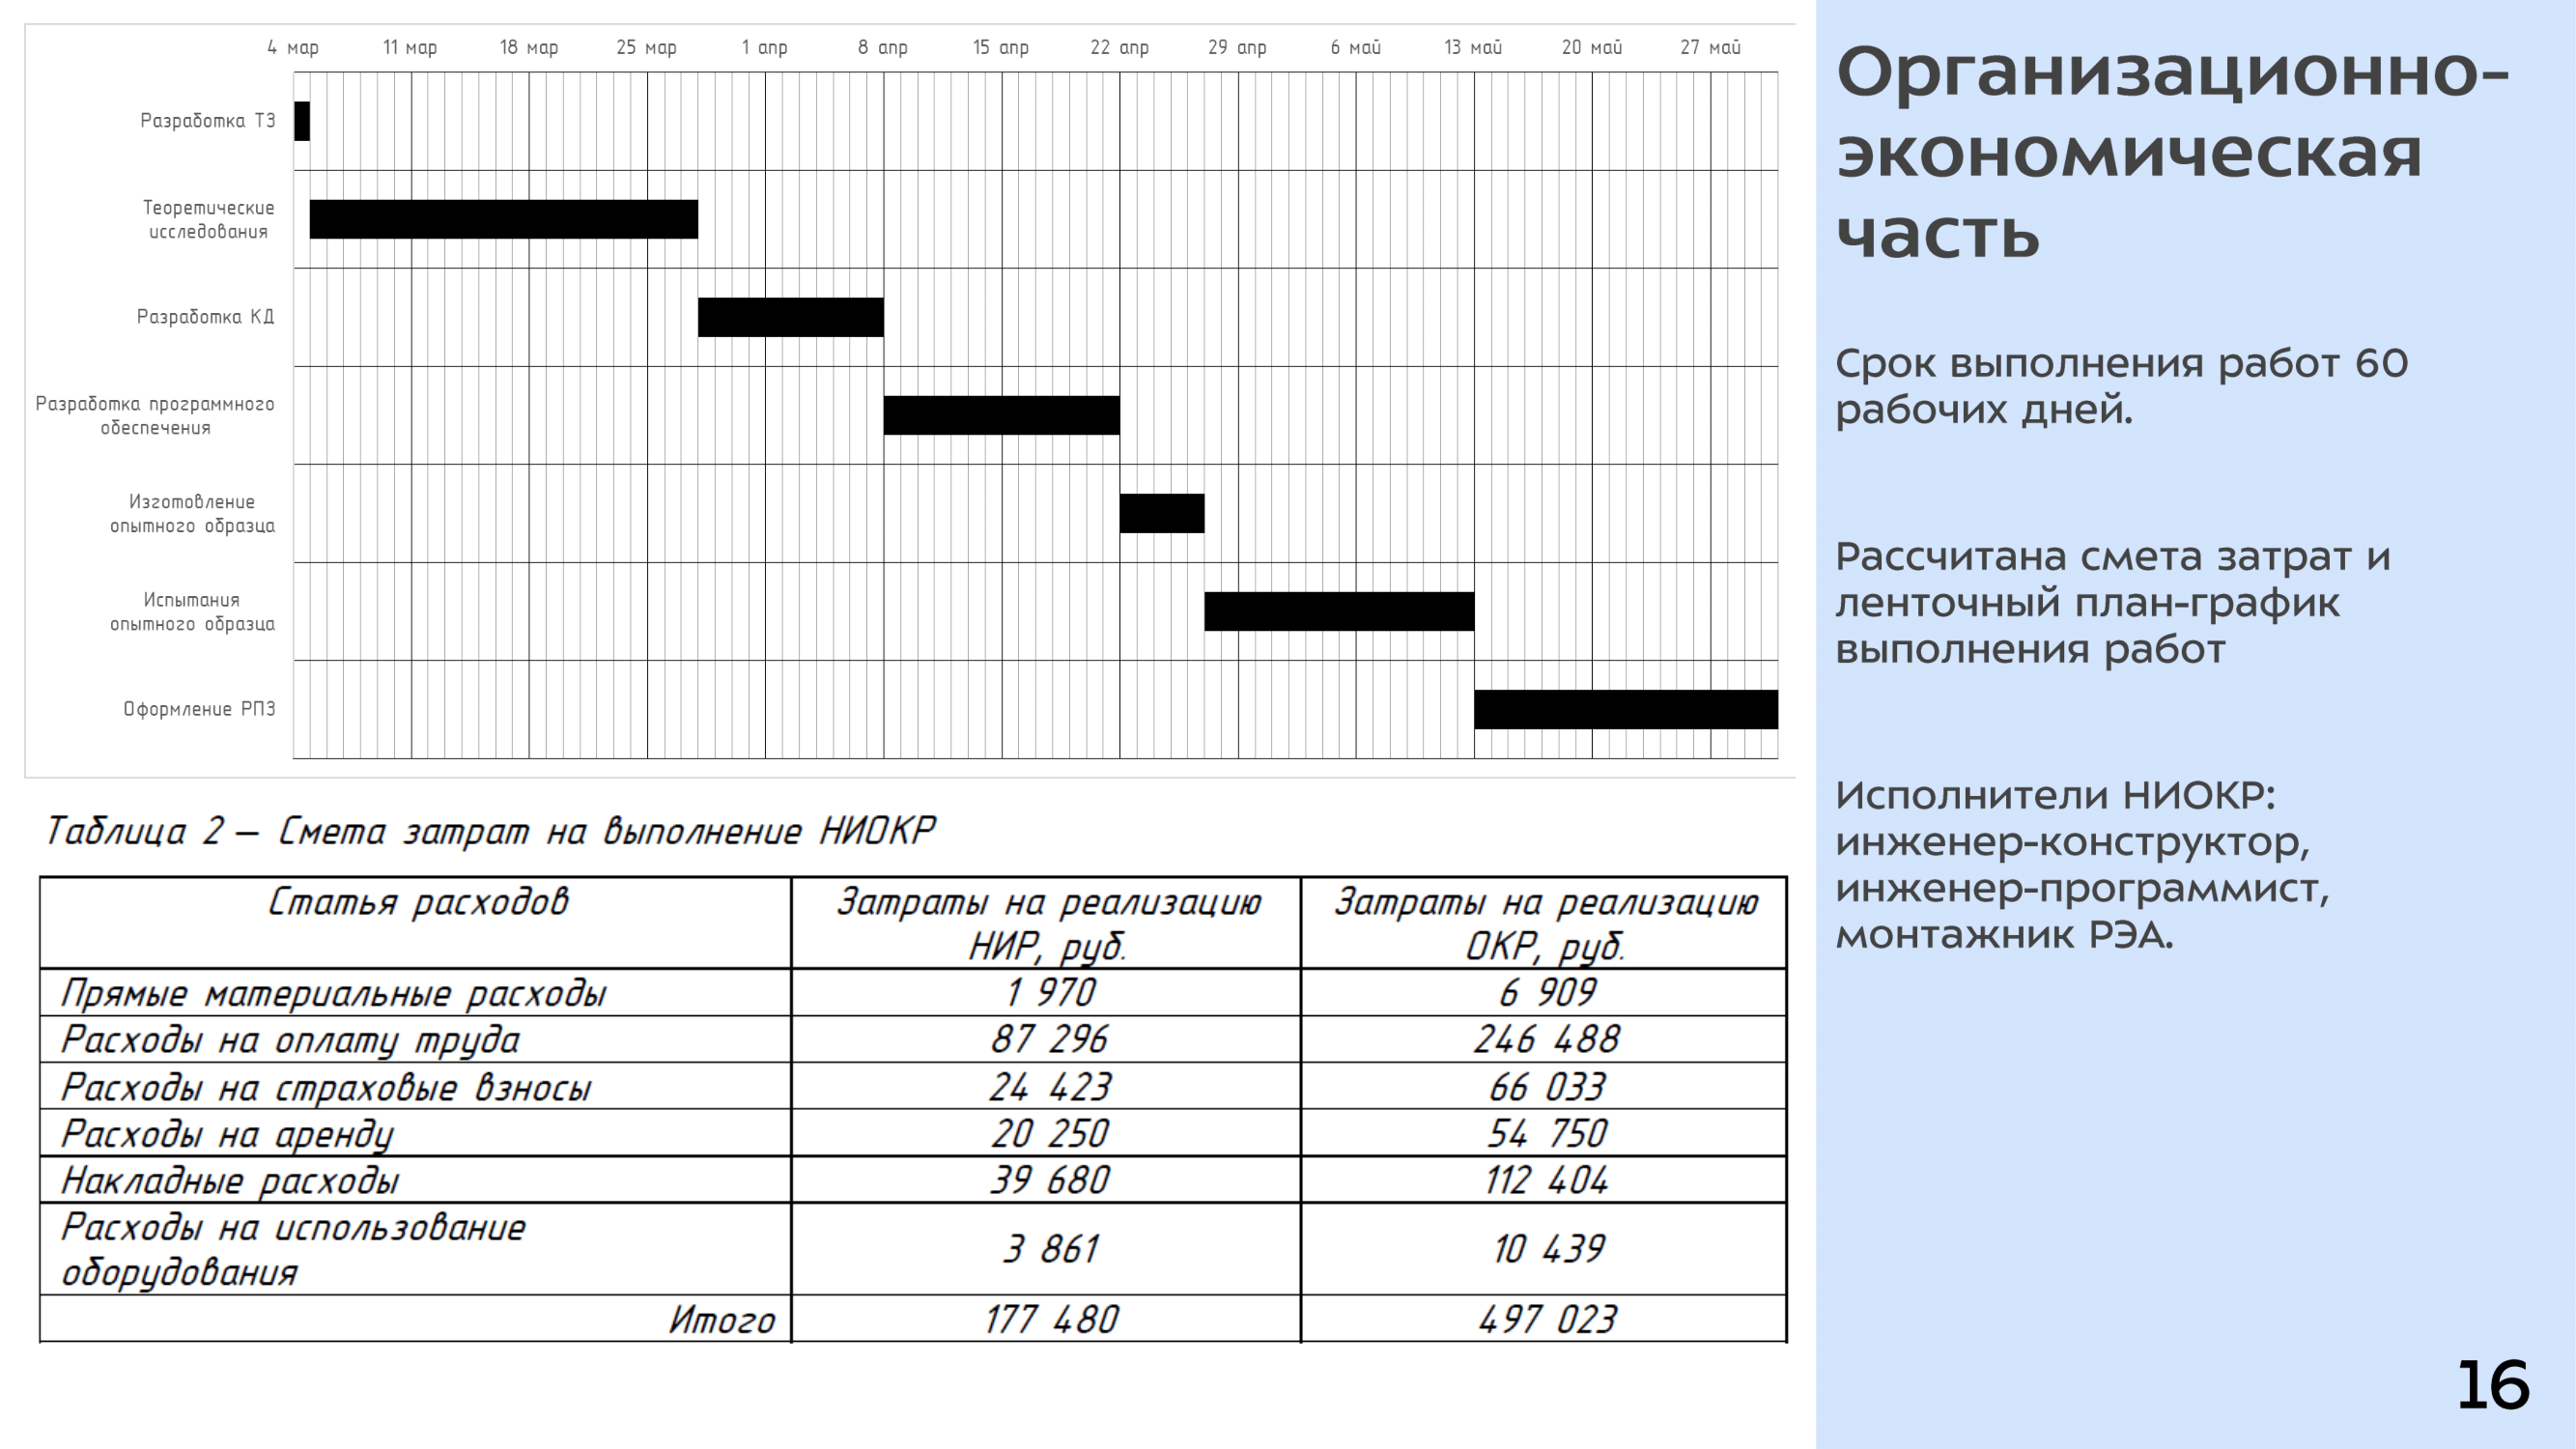 4 мар 11 мар 18 мар 25 мар 1 апр 8 апр 15 апр 22 апр 29 апр 6 май 13 май 20 май 27 май
Разработка ТЗ
Теоретические
исследования
Разработка КД
Разработка программного
обеспечения
Изготовление
опытного образца
Испытания
опытного образца
Оформление РПЗ
Таблица 2 – Смета затрат на выполнение НИОКР
Статья расходов
Затраты на реализацию
НИР, руб.
Затраты на реализацию
ОКР, руб.
Прямые материальные расходы 1 970 6 909
Расходы на оплату труда 87 296 246 488
Расходы на страховые взносы 24 423 66 033
Расходы на аренду 20 250 54 750
Накладные расходы 39 680 112 404
Расходы на использование
оборудования 3 861 10 439
Итого 177 480 497 023
Организационно-
экономическая
часть
Срок выполнения работ 60
рабочих дней.
Рассчитана смета затрат и
ленточный план-график
выполнения работ
Исполнители НИОКР:
инженер-конструктор,
инженер-программист,
монтажник РЭА.
16